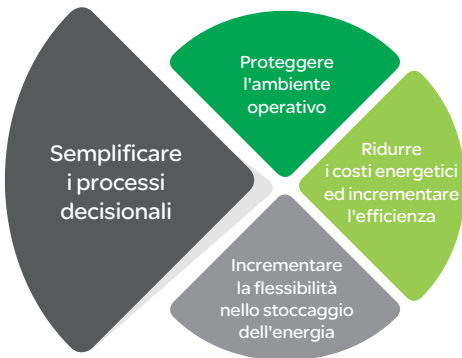 Semplificare
i processi
decisionali
Proteggere
l'ambiente
operativo
Ridurre
i costi energetici
ed incrementare
l'efficienza
Incrementare
la flessibilità
nello stoccaggio
dell'energia